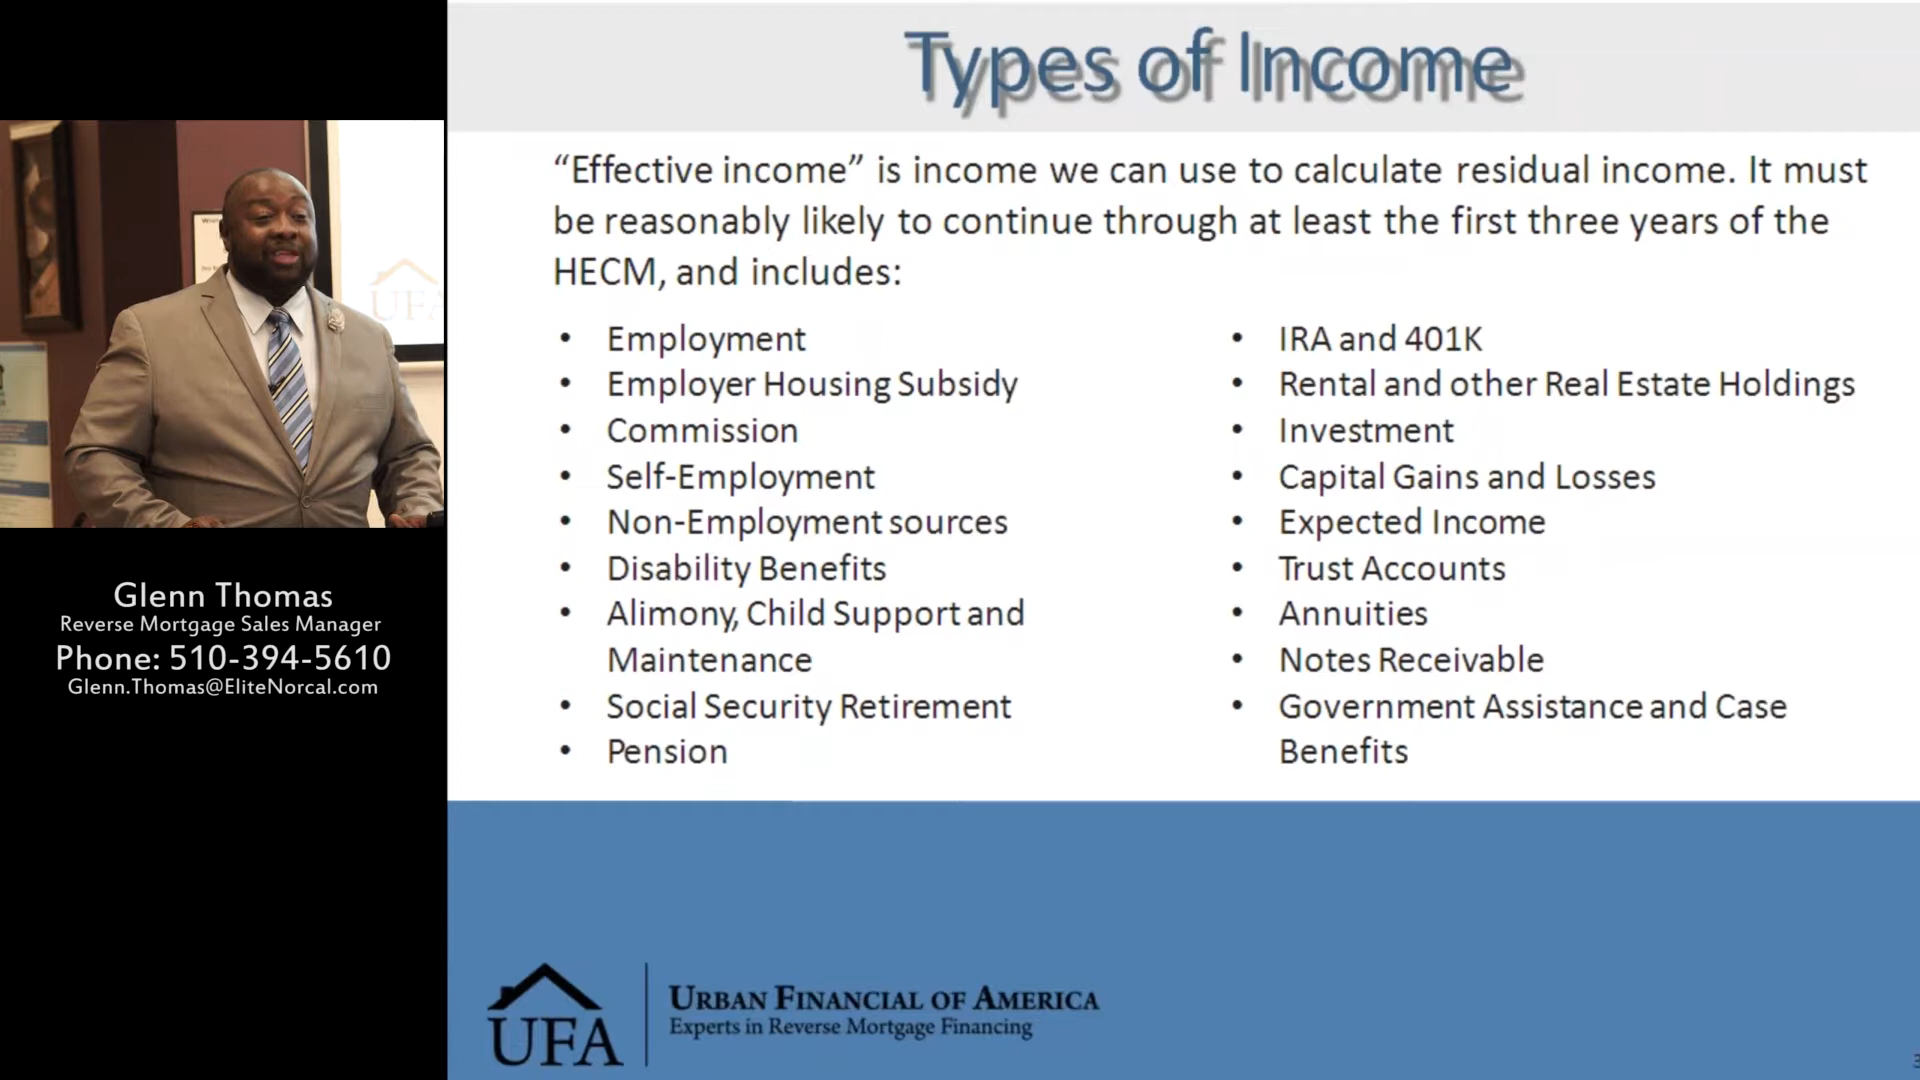 Types of Income
“Effective income” is income we can use to calculate residual income. It must
be reasonably likely to continue through at least the first three years of the
HECM, and includes:
• Employment
• Employer Housing Subsidy
• Commission
• Self-Employment
• Non-Employment sources
• Disability Benefits
• Alimony, Child Support and
Maintenance
• Social Security Retirement
• Pension
• IRA and 401K
• Rental and other Real Estate Holdings
• Investment
• Capital Gains and Losses
• Expected Income
• Trust Accounts
• Annuities
• Notes Receivable
• Government Assistance and Case
Benefits
UFA
Glenn Thomas
Reverse Mortgage Sales Manager
Phone: 510-394-5610
Glenn.Thomas@EliteNorcal.com
UFA
URBAN FINANCIAL OF AMERICA
Experts in Reverse Mortgage Financing